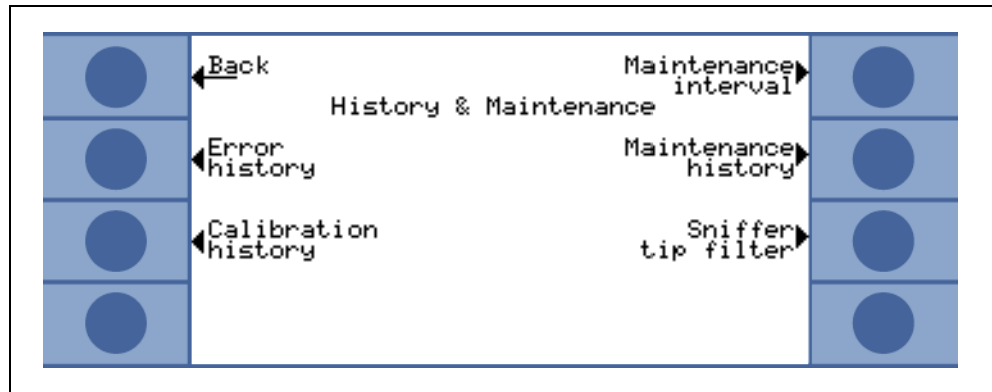 Back
Maintenance
interval
History & Maintenance
Error
history
Maintenance
history
Calibration
history
Sniffer
tip filter